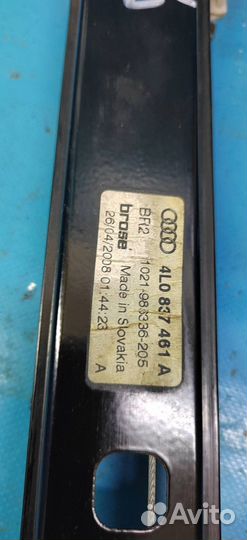 4L0 837 461 A
BR2 1021-983336-205
brose Made in Slovakia
26/04/2008 01:44:23 A
Avito